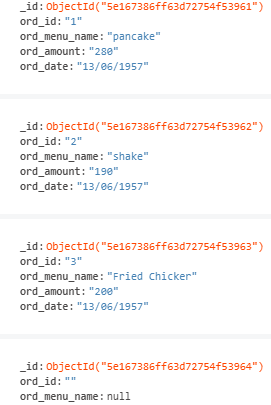 _id: ObjectId("5e167386ff63d72754f53961")
ord_id: "1"
ord_menu_name: "pancake"
ord_amount: "280"
ord_date: "13/06/1957"
_id: ObjectId("5e167386ff63d72754f53962")
ord_id: "2"
ord_menu_name: "shake"
ord_amount: "190"
ord_date: "13/06/1957"
_id: ObjectId("5e167386ff63d72754f53963")
ord_id: "3"
ord_menu_name: "Fried Chicker"
ord_amount: "200"
ord_date: "13/06/1957"
_id: ObjectId("5e167386ff63d72754f53964")
ord_id: ""
ord_menu_name: null